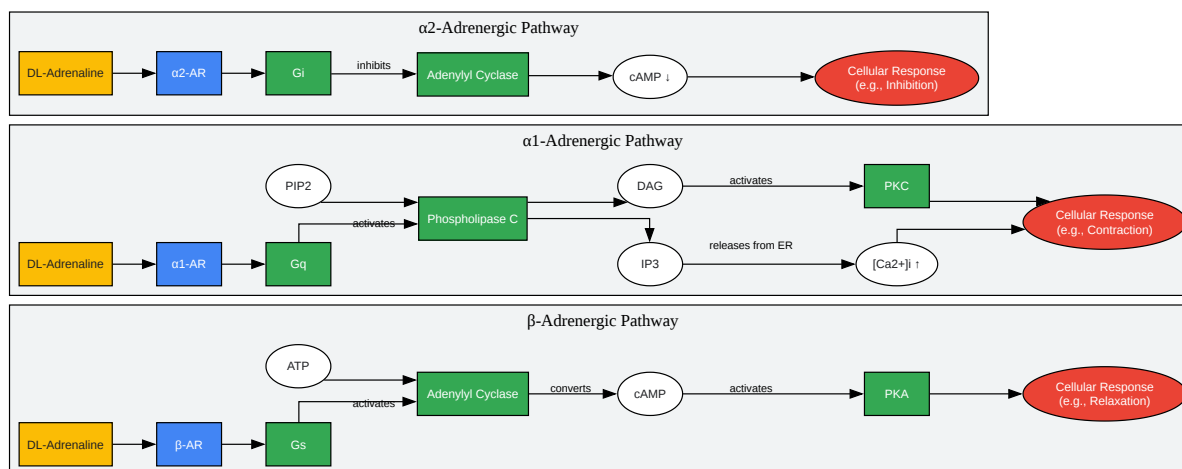 α2-Adrenergic Pathway
DL-Adrenaline
α2-AR
Gi
inhibits
Adenylyl Cyclase
cAMP ↓
Cellular Response
(e.g., Inhibition)
α1-Adrenergic Pathway
PIP2
DL-Adrenaline
α1-AR
Gq
activates
Phospholipase C
DAG
activates
PKC
IP3
releases from ER
[Ca2+]i ↑
Cellular Response
(e.g., Contraction)
β-Adrenergic Pathway
ATP
DL-Adrenaline
β-AR
Gs
activates
Adenylyl Cyclase
converts
cAMP
activates
PKA
Cellular Response
(e.g., Relaxation)